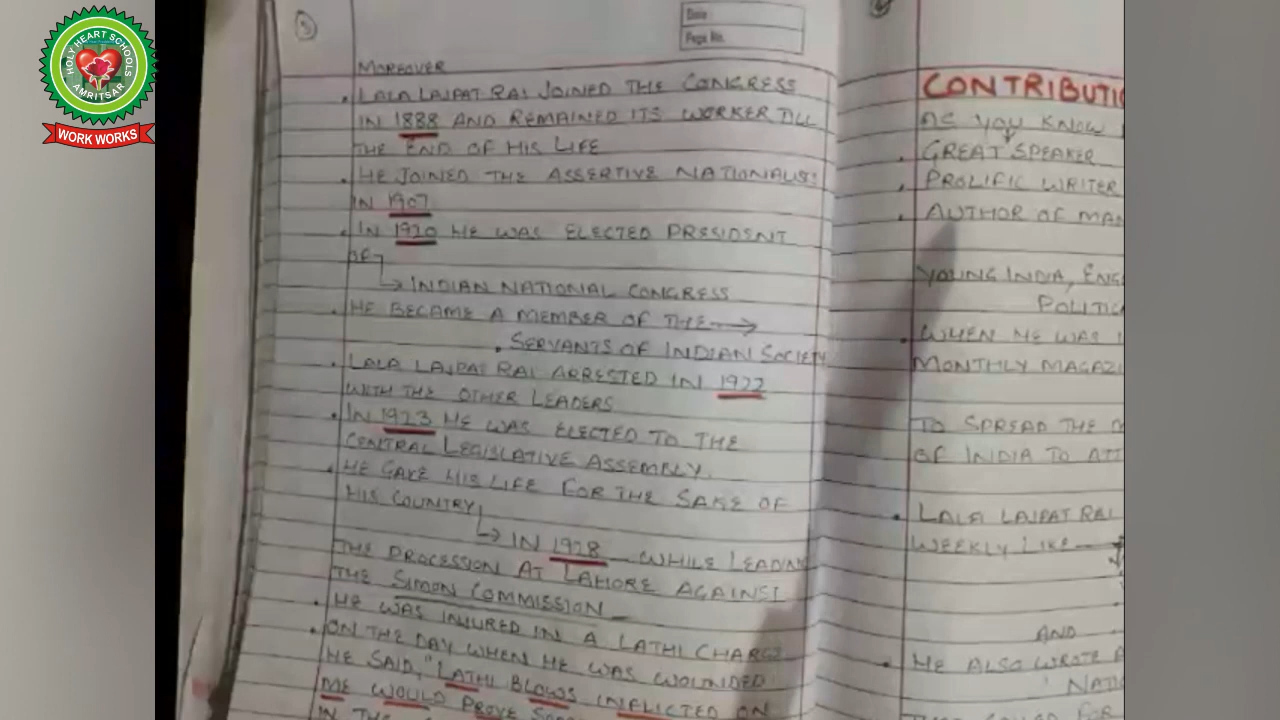 HOLY HEART SCHOOLS
AMRITSAR
WORK WORKS
3
Date
Page No.
MOREOVER
. LALA LAJPAT RAI JOINED THE CONGRESS
IN 1888 AND REMAINED ITS WORKER TILL
THE END OF HIS LIFE
. HE JOINED THE ASSERTIVE NATIONALIST
IN 1907
. IN 1920 HE WAS ELECTED PRESIDENT
OF
INDIAN NATIONAL CONGRESS
. HE BECAME A MEMBER OF THE →
. SERVANTS OF INDIAN SOCIETY
. LALA LAJPAT RAI ARRESTED IN 1922
WITH THE OTHER LEADERS
. IN 1923 HE WAS ELECTED TO THE
CENTRAL LEGISLATIVE ASSEMBLY.
. HE GAVE HIS LIFE FOR THE SAKE OF
HIS COUNTRY
IN 1928 WHILE LEADING
THE PROCESSION AT LAHORE AGAINST
THE SIMON COMMISSION
. HE WAS INJURED IN A LATHI CHARGE
. ON THE DAY WHEN HE WAS WOUNDED
HE SAID, "LATHI BLOWS INFLICTED ON
ME WOULD PROVE
IN THE
CONTRIBUTI
AS YOU KNOW
. GREAT SPEAKER
. PROLIFIC WRITER
. AUTHOR OF MAN
YOUNG INDIA, ENG
POLITIC
. WHEN HE WAS I
MONTHLY MAGAZI
TO SPREAD THE
OF INDIA TO ATT
. LALA LAJPAT RAI
WEEKLY LIKE
AND
. HE ALSO WROTE A
NATI
FOR